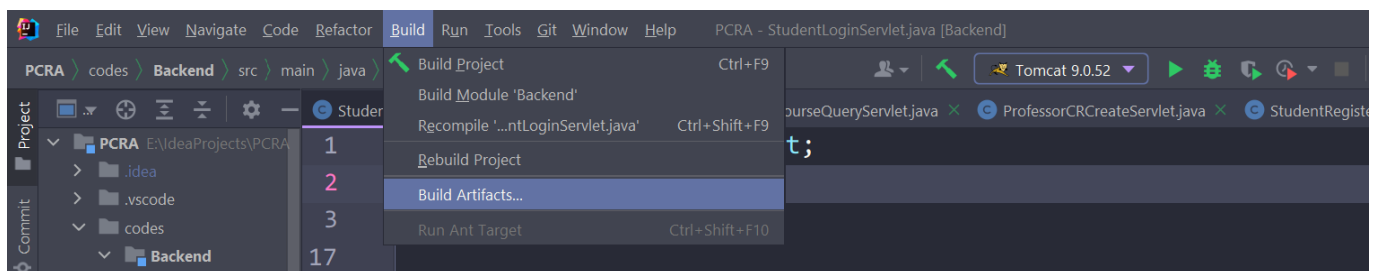 File Edit View Navigate Code Refactor Build Run Tools Git Window Help PCRA - StudentLoginServlet.java [Backend]
PCRA 〉 codes 〉 Backend 〉 src 〉 main 〉 java 〉 Tomcat 9.0.52
Build Project Ctrl+F9
Build Module 'Backend'
Recompile '...ntLoginServlet.java' Ctrl+Shift+F9
Rebuild Project
Build Artifacts...
Run Ant Target Ctrl+Shift+F10
Project
Commit
PCRA E:\IdeaProjects\PCRA
.idea
.vscode
codes
Backend
Studen ourseQueryServlet.java ProfessorCRCreateServlet.java StudentRegiste
1 t;
2
3
17